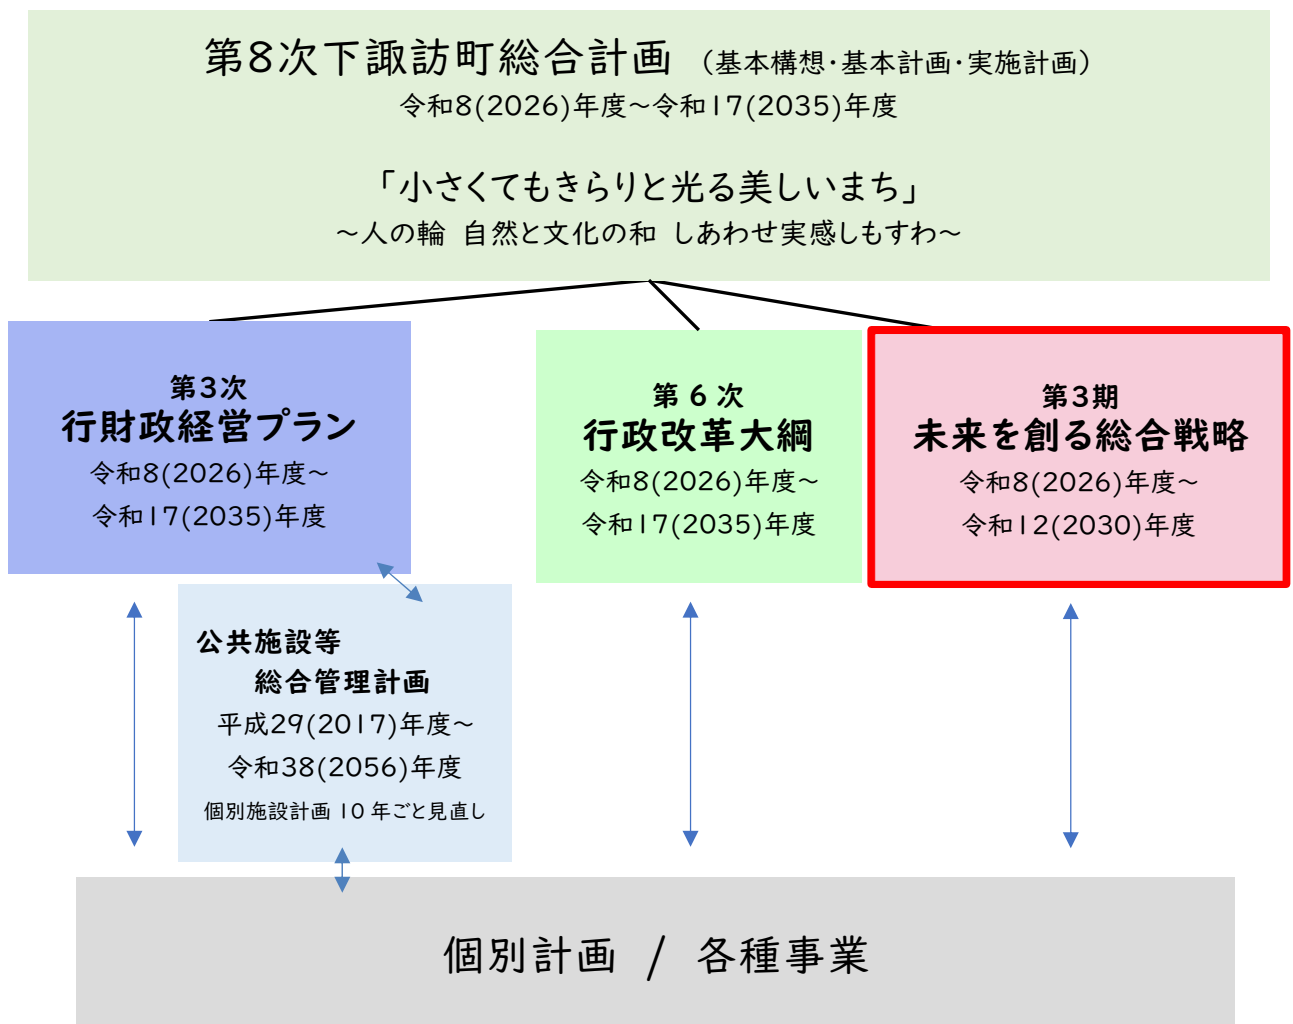 第8次下諏訪町総合計画 （基本構想・基本計画・実施計画）
令和8(2026)年度～令和17(2035)年度
「小さくてもきらりと光る美しいまち」
～人の輪 自然と文化の和 しあわせ実感しもすわ～
第3次
行財政経営プラン
令和8(2026)年度～
令和17(2035)年度
第 6 次
行政改革大綱
令和8(2026)年度～
令和17(2035)年度
第3期
未来を創る総合戦略
令和8(2026)年度～
令和12(2030)年度
公共施設等
総合管理計画
平成29(2017)年度～
令和38(2056)年度
個別施設計画 10 年ごと見直し
個別計画 / 各種事業